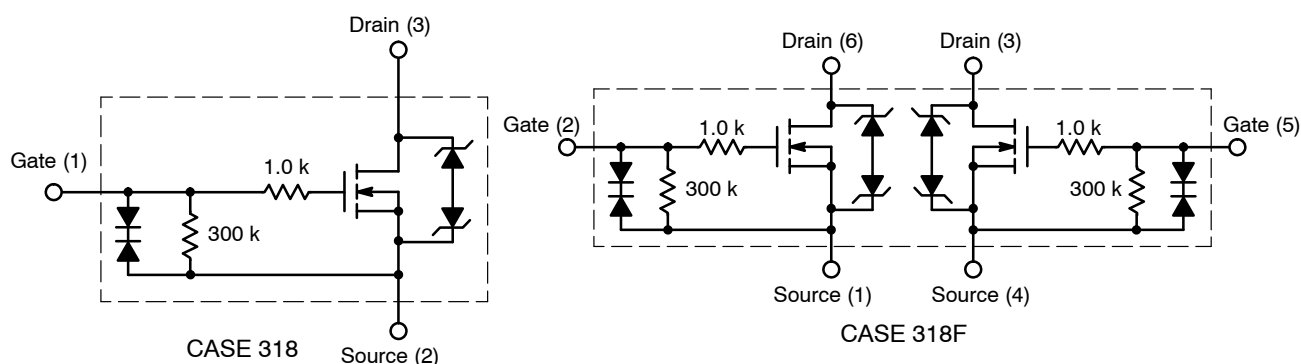 Drain (3)
Gate (1)
1.0 k
300 k
CASE 318
Source (2)
Drain (6)
Drain (3)
Gate (2)
1.0 k
1.0 k
Gate (5)
300 k
300 k
Source (1)
Source (4)
CASE 318F